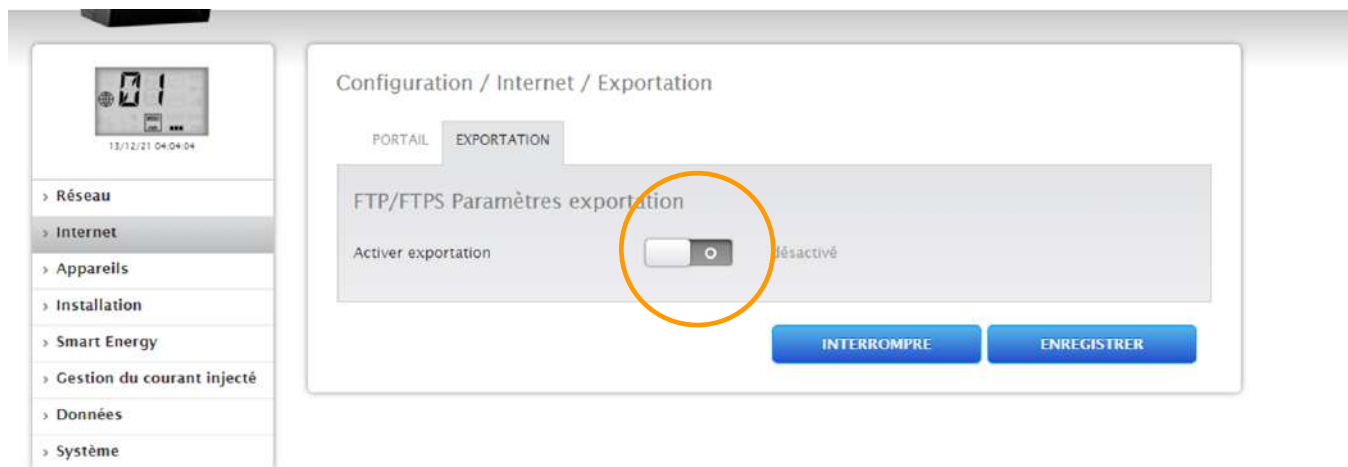 01
13/12/21 04:04:04
› Réseau
› Internet
› Appareils
› Installation
› Smart Energy
› Gestion du courant injecté
› Données
› Système
Configuration / Internet / Exportation
PORTAIL EXPORTATION
FTP/FTPS Paramètres exportation
Activer exportation désactivé
INTERROMPRE ENREGISTRER